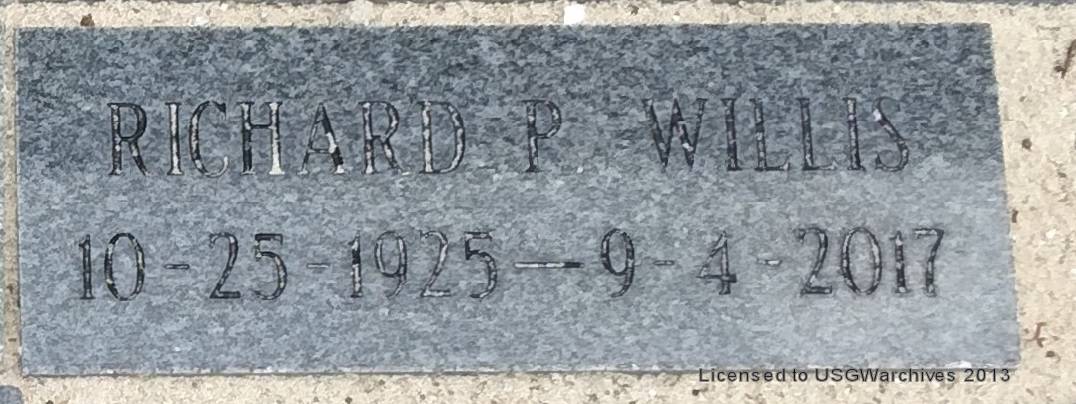 RICHARD P. WILLIS
10-25-1925—9-4-2017
Licensed to USGWarchives 2013